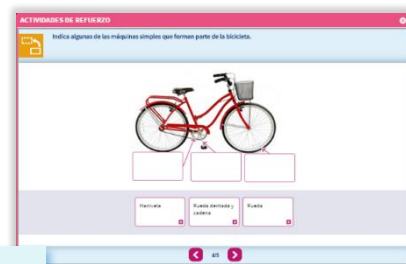 ACTIVIDADES DE REFUERZO
Indica algunas de las máquinas simples que forman parte de la bicicleta.
Manivela
Rueda dentada y
cadena
Rueda
4/5